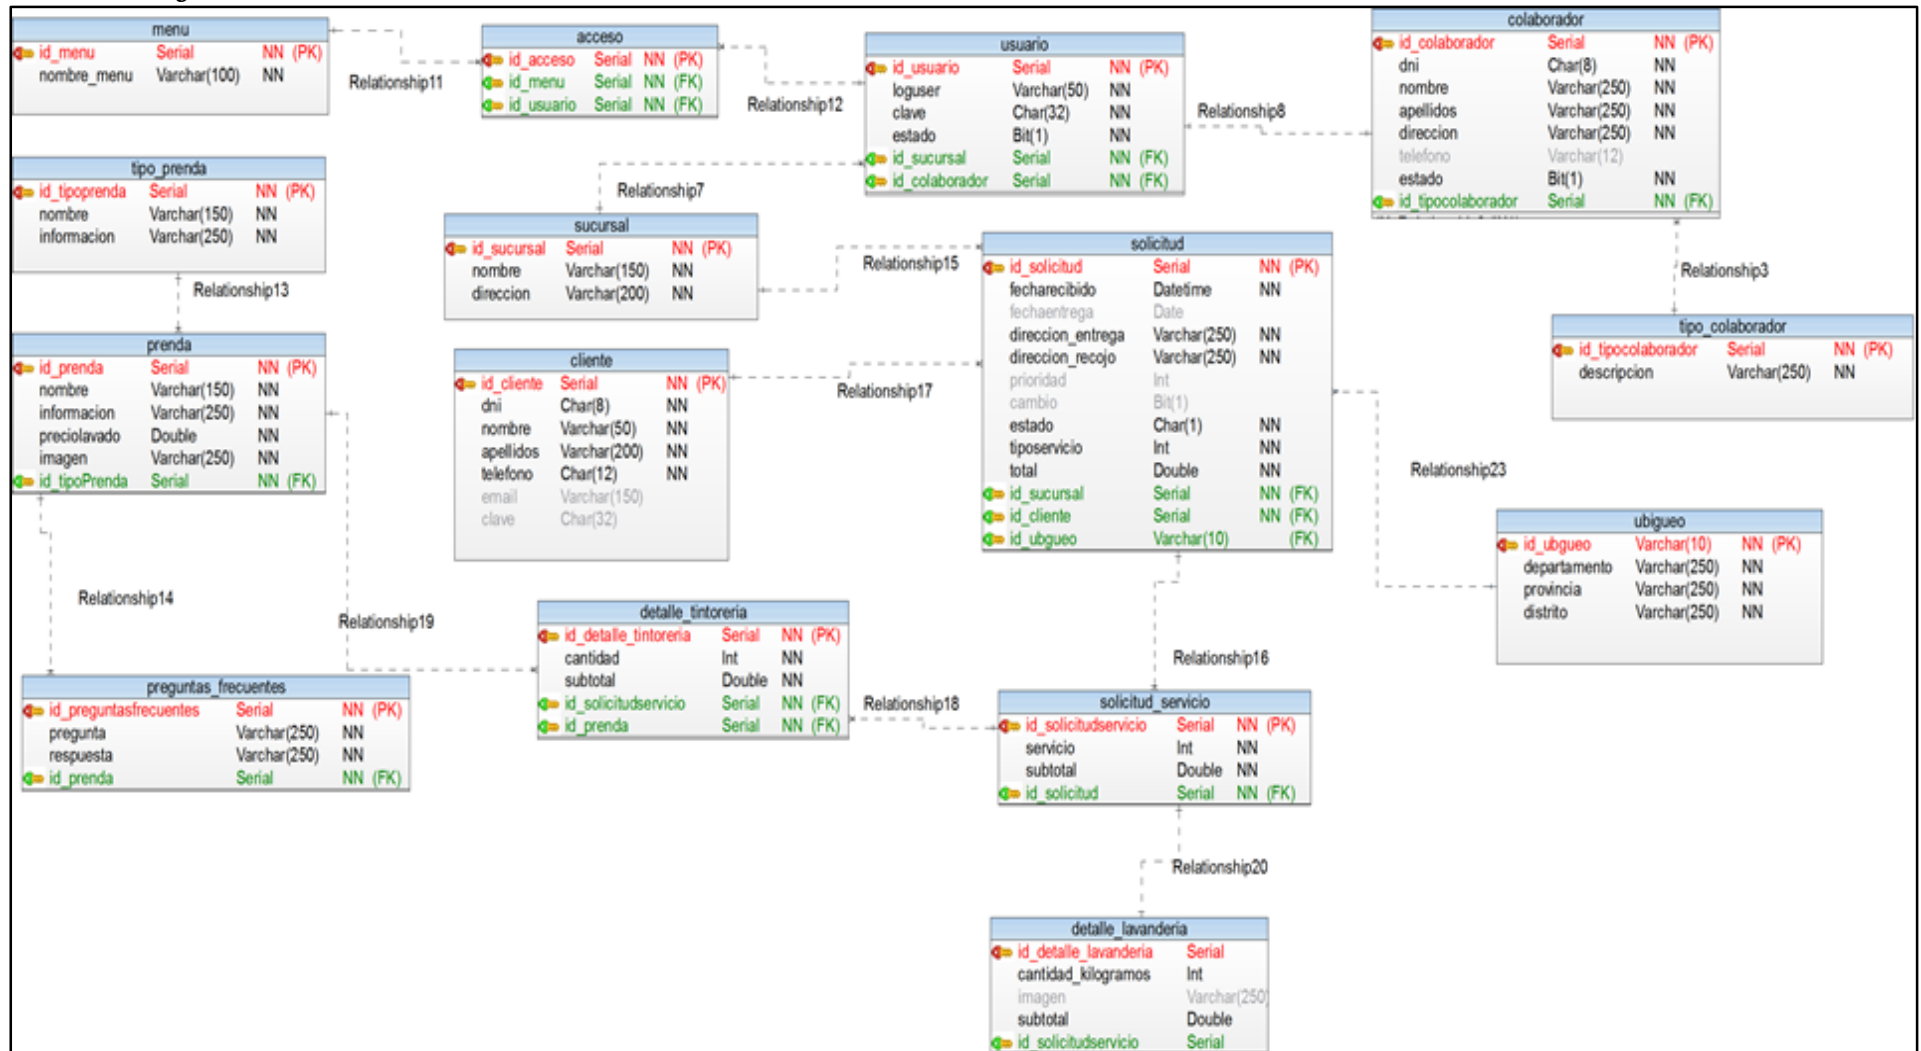 menu
id_menu Serial NN (PK)
nombre_menu Varchar(100) NN
Relationship11
acceso
id_acceso Serial NN (PK)
id_menu Serial NN (FK)
id_usuario Serial NN (FK)
Relationship12
usuario
id_usuario Serial NN (PK)
loguser Varchar(50) NN
clave Char(32) NN
estado Bit(1) NN
id_sucursal Serial NN (FK)
id_colaborador Serial NN (FK)
Relationship8
colaborador
id_colaborador Serial NN (PK)
dni Char(8) NN
nombre Varchar(250) NN
apellidos Varchar(250) NN
direccion Varchar(250) NN
telefono Varchar(12)
estado Bit(1) NN
id_tipocolaborador Serial NN (FK)
tipo_prenda
id_tipoprenda Serial NN (PK)
nombre Varchar(150) NN
informacion Varchar(250) NN
Relationship13
Relationship7
sucursal
id_sucursal Serial NN (PK)
nombre Varchar(150) NN
direccion Varchar(200) NN
Relationship15
solicitud
id_solicitud Serial NN (PK)
fecharecibido Datetime NN
fechaentrega Date
direccion_entrega Varchar(250) NN
direccion_recojo Varchar(250) NN
prioridad Int
cambio Bit(1)
estado Char(1) NN
tiposervicio Int NN
total Double NN
id_sucursal Serial NN (FK)
id_cliente Serial NN (FK)
id_ubgueo Varchar(10) (FK)
Relationship3
tipo_colaborador
id_tipocolaborador Serial NN (PK)
descripcion Varchar(250) NN
prenda
id_prenda Serial NN (PK)
nombre Varchar(150) NN
informacion Varchar(250) NN
preciolavado Double NN
imagen Varchar(250) NN
id_tipoPrenda Serial NN (FK)
cliente
id_cliente Serial NN (PK)
dni Char(8) NN
nombre Varchar(50) NN
apellidos Varchar(200) NN
telefono Char(12) NN
email Varchar(150)
clave Char(32)
Relationship17
Relationship23
ubigueo
id_ubgueo Varchar(10) NN (PK)
departamento Varchar(250) NN
provincia Varchar(250) NN
distrito Varchar(250) NN
Relationship14
Relationship19
detalle_tintoreria
id_detalle_tintoreria Serial NN (PK)
cantidad Int NN
subtotal Double NN
id_solicitudservicio Serial NN (FK)
id_prenda Serial NN (FK)
Relationship18
Relationship16
preguntas_frecuentes
id_preguntasfrecuentes Serial NN (PK)
pregunta Varchar(250) NN
respuesta Varchar(250) NN
id_prenda Serial NN (FK)
solicitud_servicio
id_solicitudservicio Serial NN (PK)
servicio Int NN
subtotal Double NN
id_solicitud Serial NN (FK)
Relationship20
detalle_lavanderia
id_detalle_lavanderia Serial
cantidad_kilogramos Int
imagen Varchar(250)
subtotal Double
id_solicitudservicio Serial